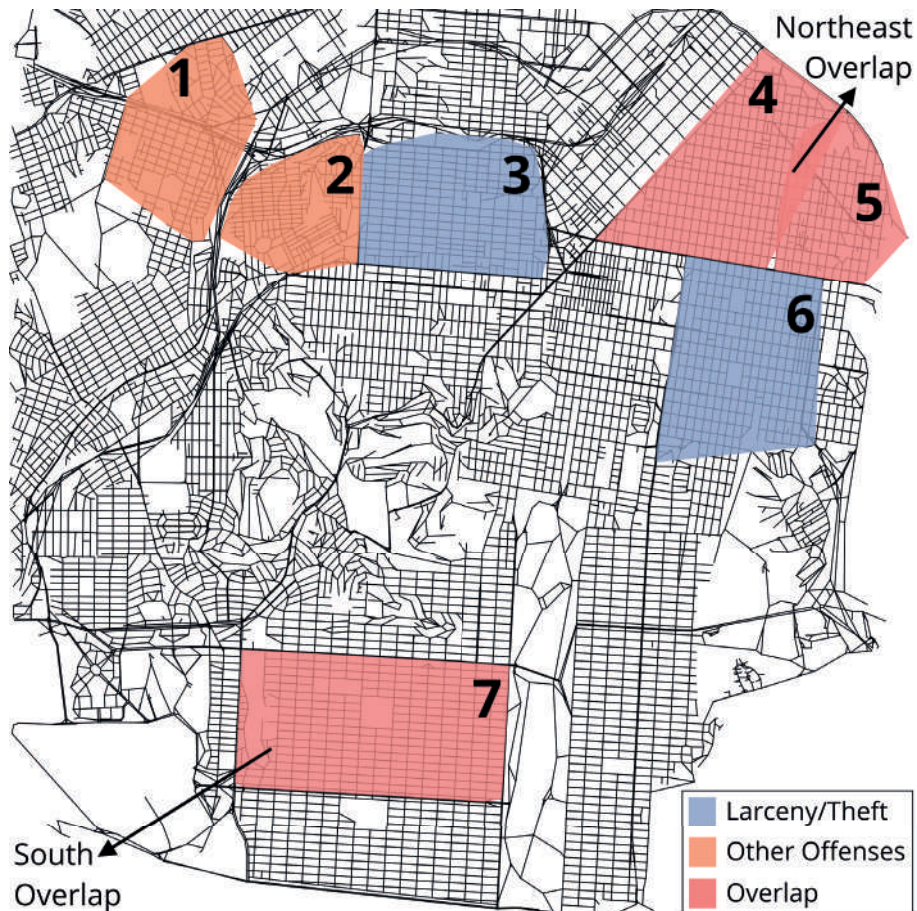 Northeast
Overlap
1
4
2
3
5
6
7
South
Overlap
Larceny/Theft
Other Offenses
Overlap